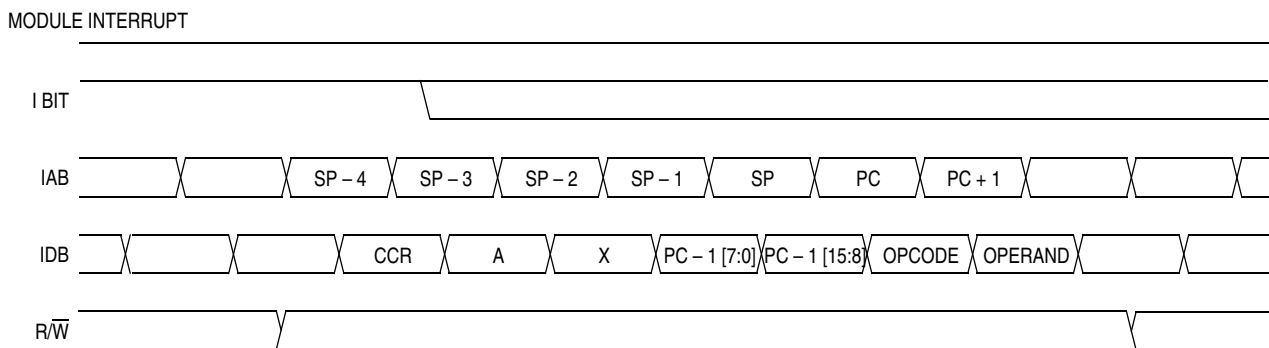 MODULE INTERRUPT
I BIT
IAB SP – 4 SP – 3 SP – 2 SP – 1 SP PC PC + 1
IDB CCR A X PC – 1 [7:0] PC – 1 [15:8] OPCODE OPERAND
R/W̅